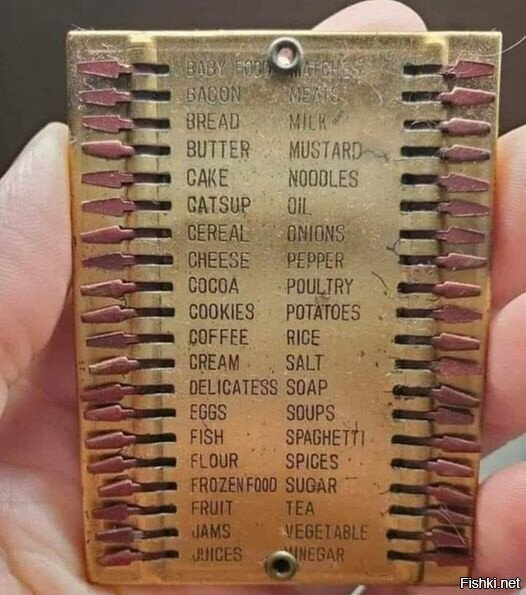 BABY FOOD MATCHES
BACON MEATS
BREAD MILK
BUTTER MUSTARD
CAKE NOODLES
CATSUP OIL
CEREAL ONIONS
CHEESE PEPPER
COCOA POULTRY
COOKIES POTATOES
COFFEE RICE
CREAM SALT
DELICATESS SOAP
EGGS SOUPS
FISH SPAGHETTI
FLOUR SPICES
FROZEN FOOD SUGAR
FRUIT TEA
JAMS VEGETABLE
JUICES VINEGAR
Fishki.net